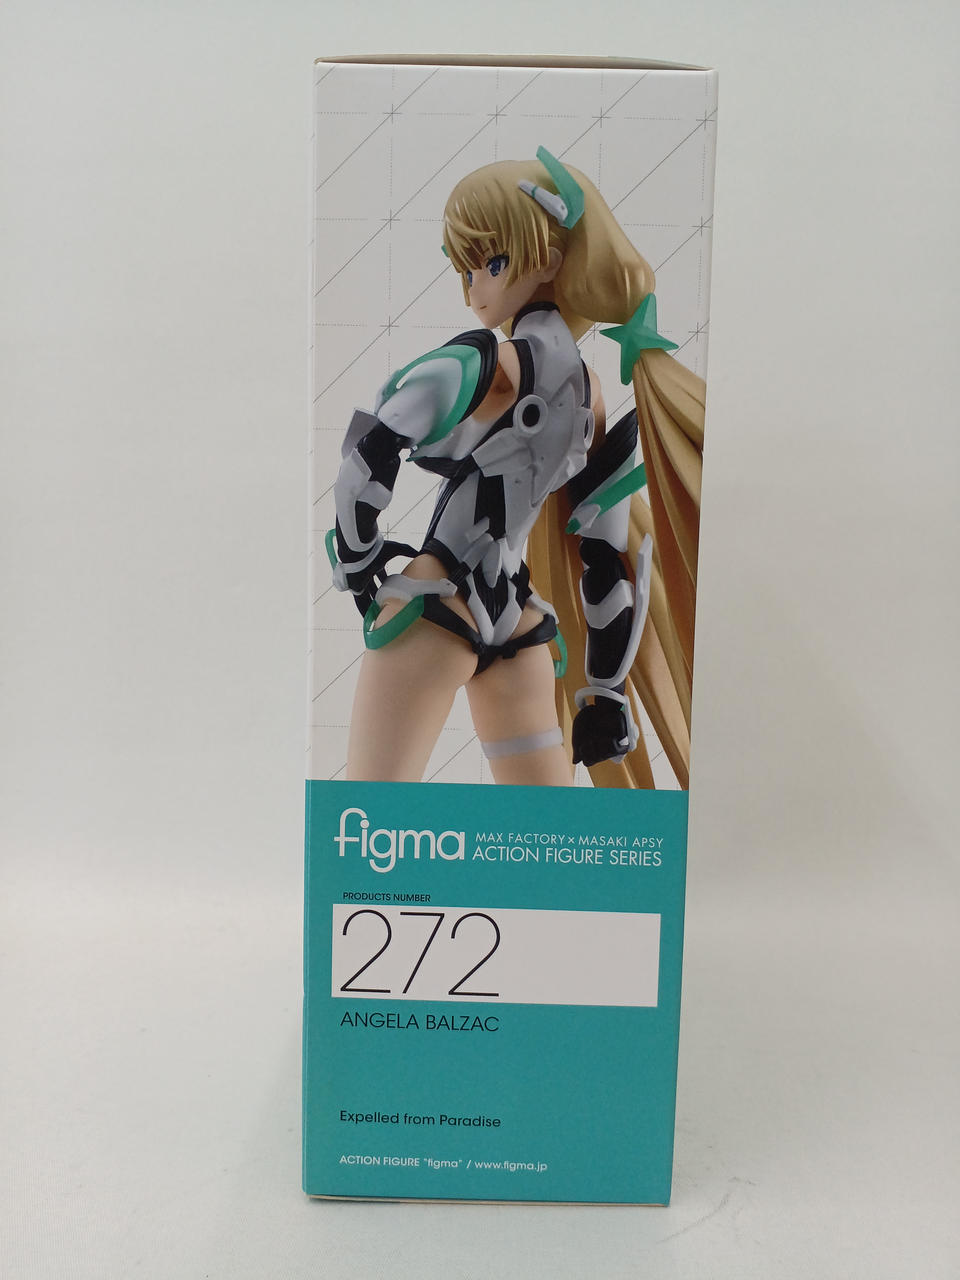 figma MAX FACTORY × MASAKI APSY
ACTION FIGURE SERIES
PRODUCTS NUMBER
272
ANGELA BALZAC
Expelled from Paradise
ACTION FIGURE "figma" / www.figma.jp